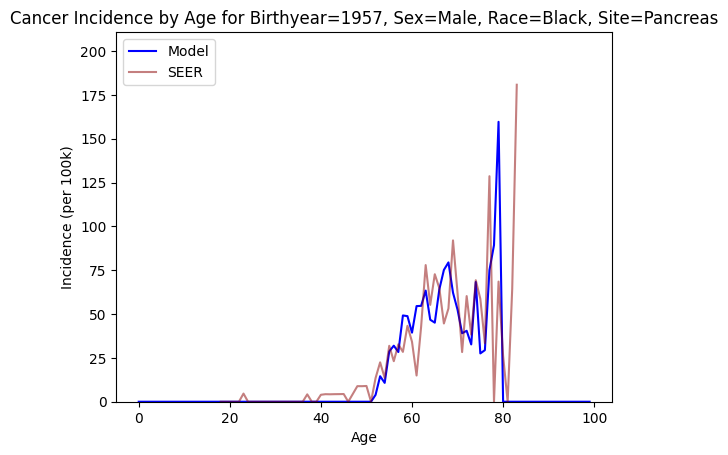 Cancer Incidence by Age for Birthyear=1957, Sex=Male, Race=Black, Site=Pancreas
Model
SEER
Incidence (per 100k)
200
175
150
125
100
75
50
25
0
0 20 40 60 80 100
Age